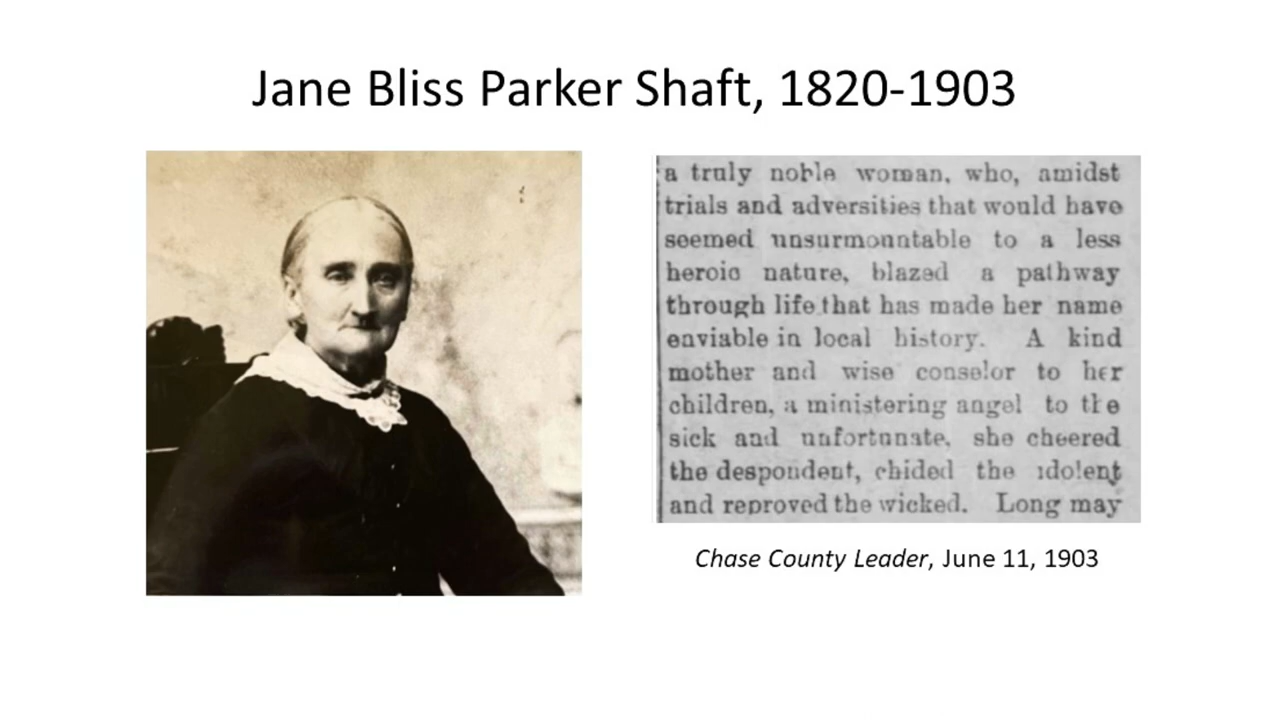 Jane Bliss Parker Shaft, 1820-1903
a truly noble woman, who, amidst
trials and adversities that would have
seemed unsurmountable to a less
heroic nature, blazed a pathway
through life that has made her name
enviable in local history. A kind
mother and wise conselor to her
children, a ministering angel to the
sick and unfortunate, she cheered
the despondent, chided the idolent
and reproved the wicked. Long may
Chase County Leader, June 11, 1903